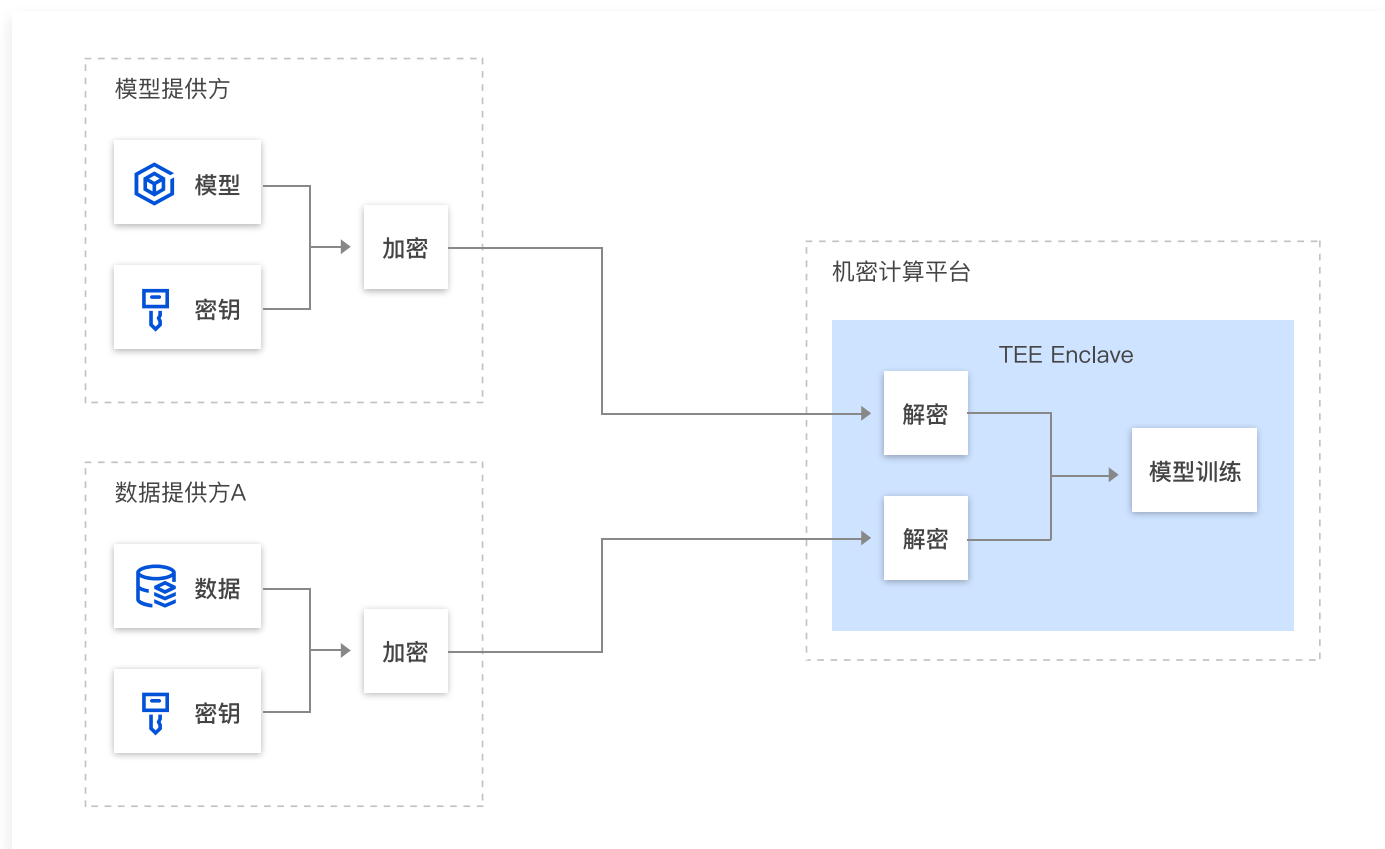 模型提供方
模型
加密
密钥
数据提供方A
数据
加密
密钥
机密计算平台
TEE Enclave
解密
模型训练
解密